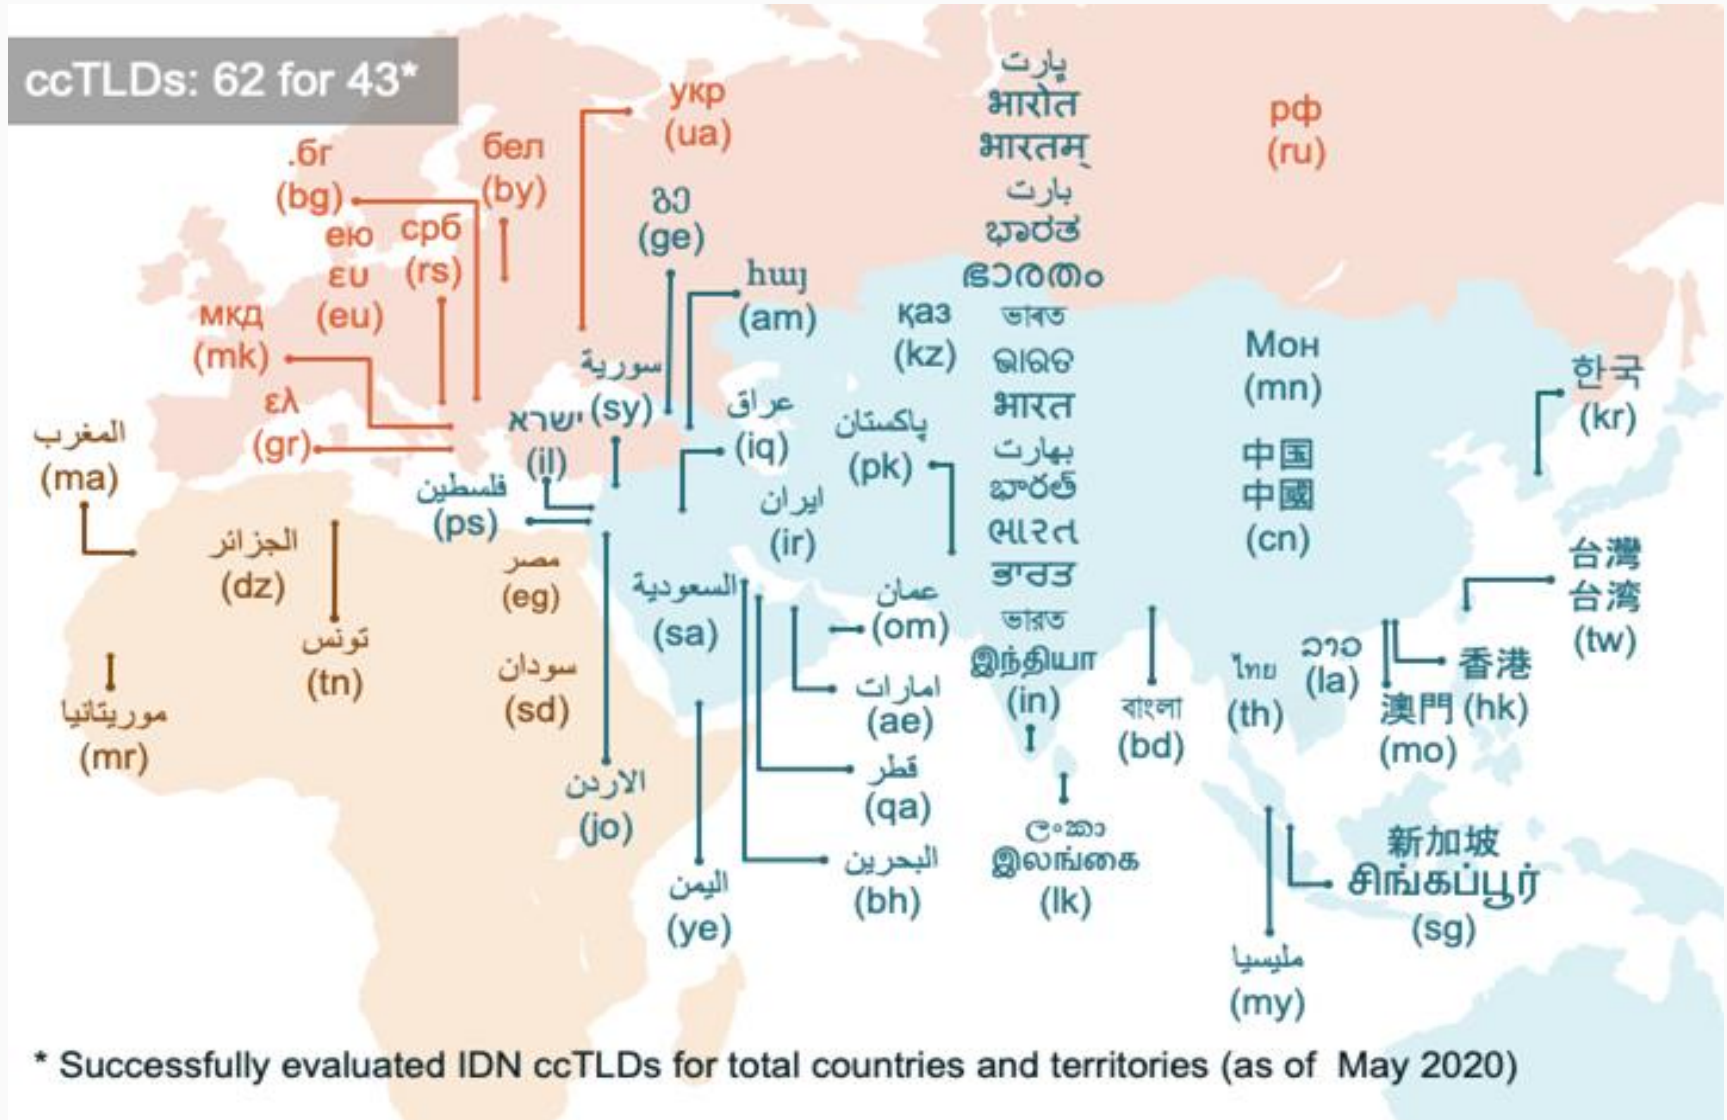 ccTLDs: 62 for 43*
укр
(ua)
.бг
(bg)
бел
(by)
ею
ευ
(eu)
срб
(rs)
мкд
(mk)
ελ
(gr)
рф
(ru)
გე
(ge)
հայ
(am)
қаз
(kz)
سورية
(sy)
ישרא
(il)
عراق
(iq)
فلسطين
(ps)
ایران
(ir)
پاکستان
(pk)
المغرب
(ma)
الجزائر
(dz)
تونس
(tn)
موريتانيا
(mr)
مصر
(eg)
سودان
(sd)
السعودية
(sa)
عمان
(om)
امارات
(ae)
قطر
(qa)
البحرين
(bh)
الاردن
(jo)
اليمن
(ye)
ڀارت
भारोत
भारतम्
بارت
ಭಾರತ
ഭാരതം
ভাৰত
ଭାରତ
भारत
بھارت
భారత్
ભારત
ਭਾਰਤ
ভারত
இந்தியா
(in)
ලංකා
இலங்கை
(lk)
বাংলা
(bd)
Мон
(mn)
中国
中國
(cn)
한국
(kr)
台灣
台湾
(tw)
ไทย
(th)
ລາວ
(la)
香港
(hk)
澳門
(mo)
新加坡
சிங்கப்பூர்
(sg)
مليسيا
(my)
* Successfully evaluated IDN ccTLDs for total countries and territories (as of May 2020)